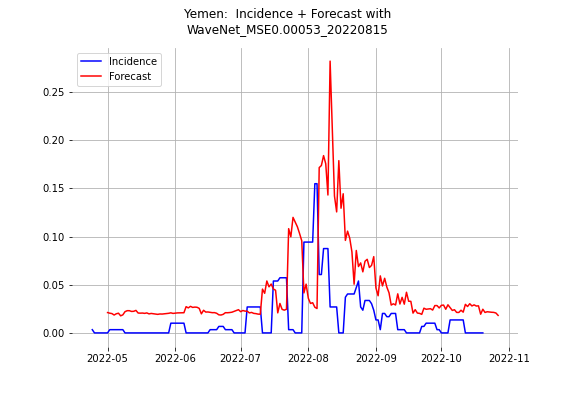 Yemen:  Incidence + Forecast with
WaveNet_MSE0.00053_20220815
Incidence
Forecast
0.25
0.20
0.15
0.10
0.05
0.00
2022-05 2022-06 2022-07 2022-08 2022-09 2022-10 2022-11